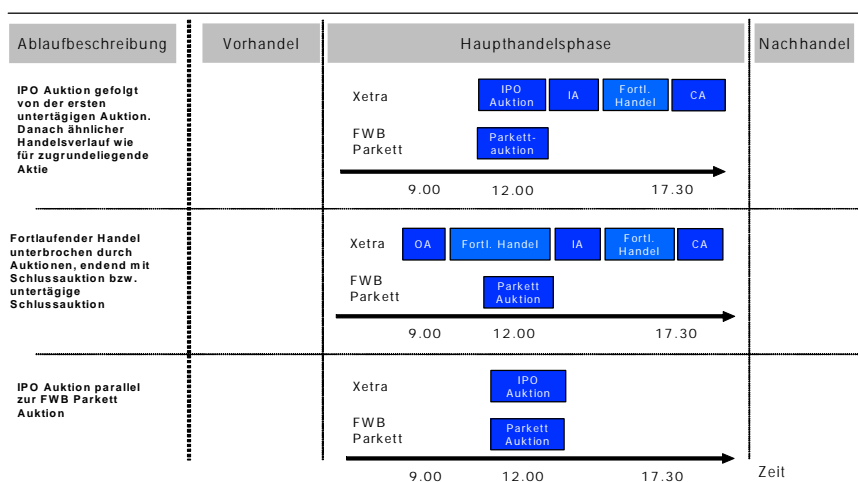 Ablaufbeschreibung
Vorhandel
Haupthandelsphase
Nachhandel
IPO Auktion gefolgt
von der ersten
untertägigen Auktion.
Danach ähnlicher
Handelsverlauf wie
für zugrundeliegende
Aktie
Xetra
IPO
Auktion
IA
Fortl.
Handel
CA
FWB
Parkett
Parkett-
auktion
9.00
12.00
17.30
Fortlaufender Handel
unterbrochen durch
Auktionen, endend mit
Schlussauktion bzw.
untertägige
Schlussauktion
Xetra
OA
Fortl. Handel
IA
Fortl.
Handel
CA
FWB
Parkett
Parkett
Auktion
9.00
12.00
17.30
IPO Auktion parallel
zur FWB Parkett
Auktion
Xetra
IPO
Auktion
FWB
Parkett
Parkett
Auktion
9.00
12.00
17.30
Zeit